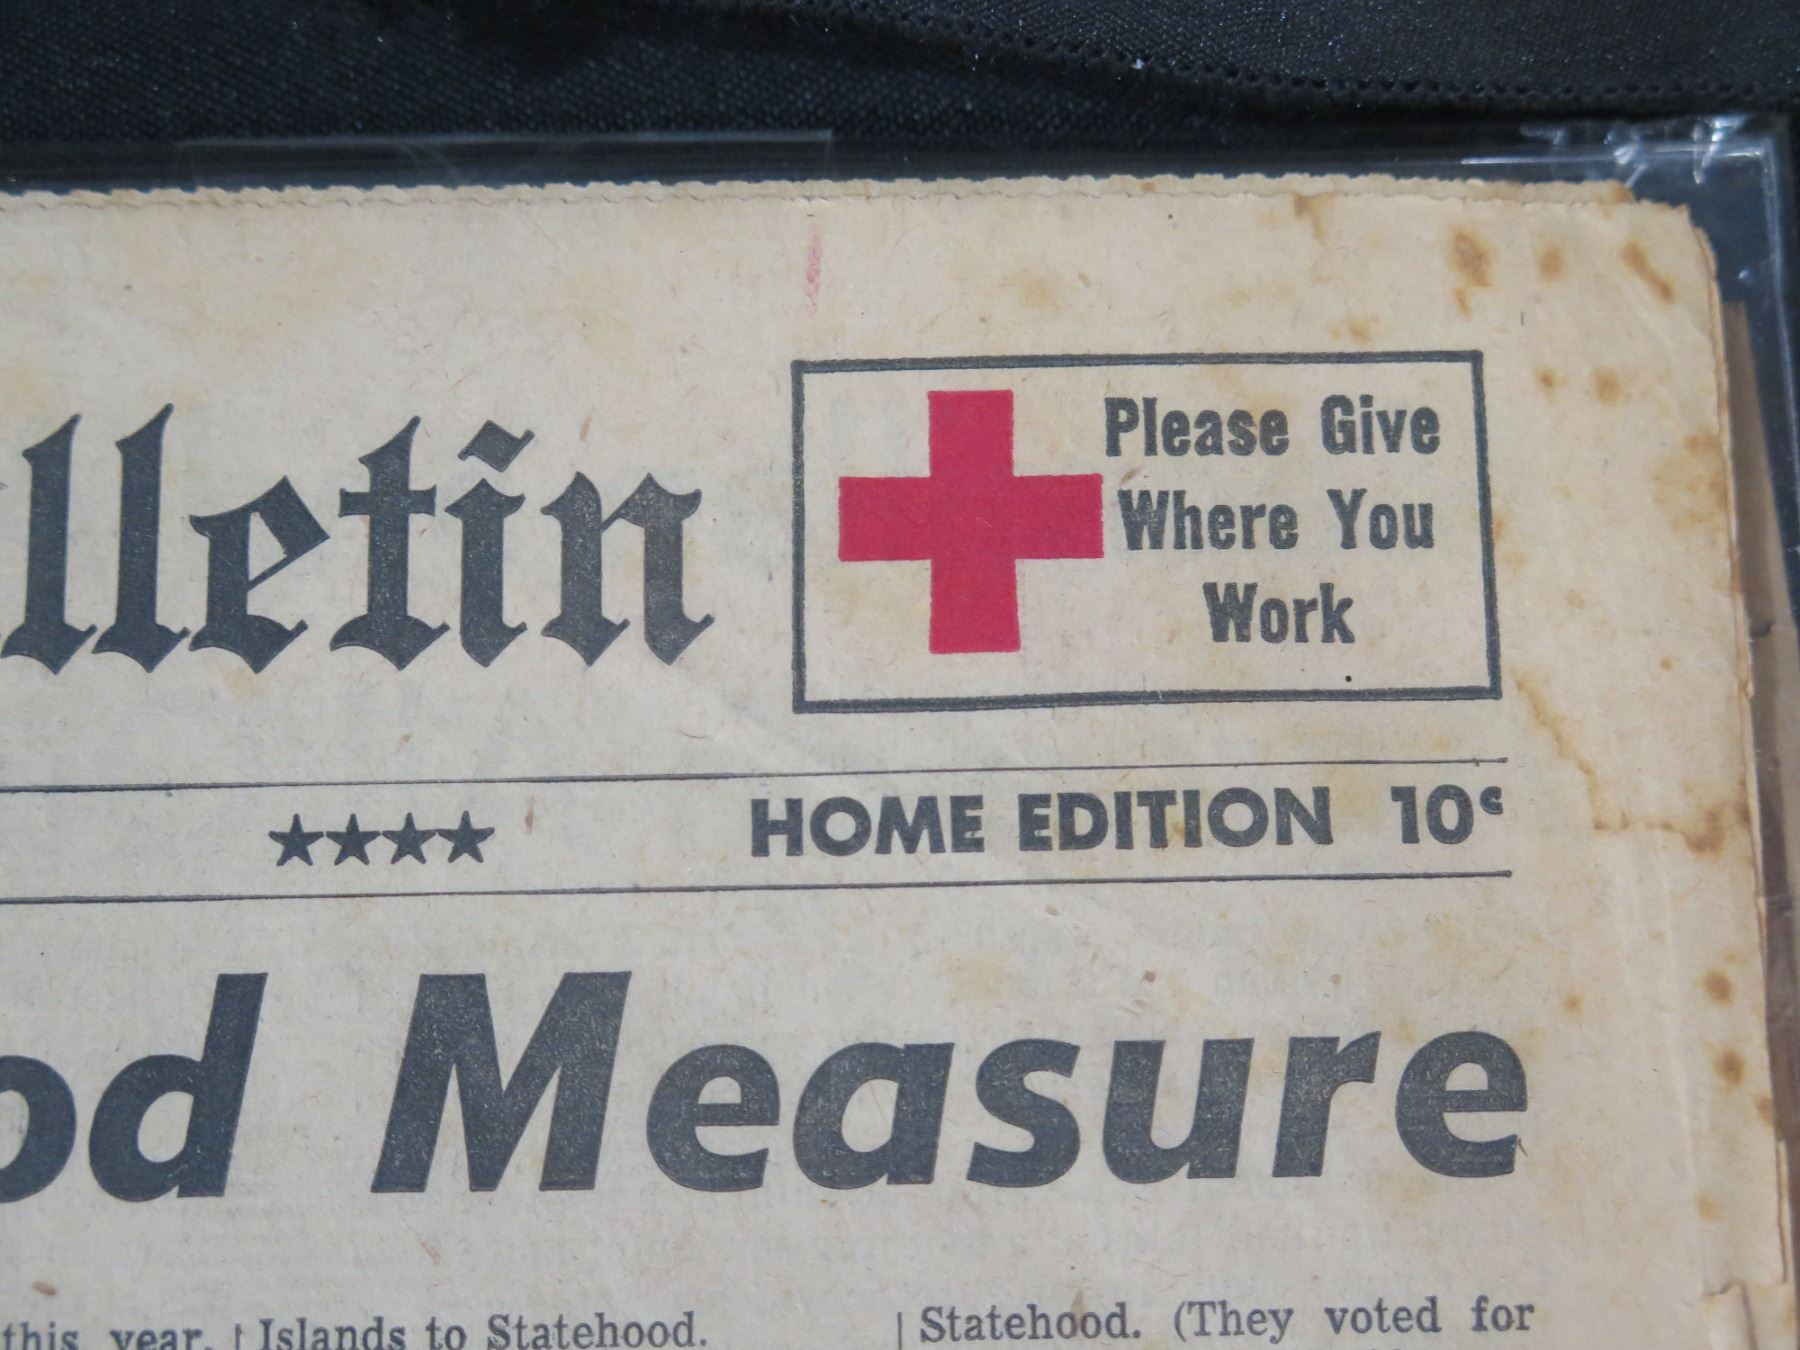 lletin
Please Give
Where You
Work
★★★★ HOME EDITION 10¢
od Measure
this year. Islands to Statehood. Statehood. (They voted for